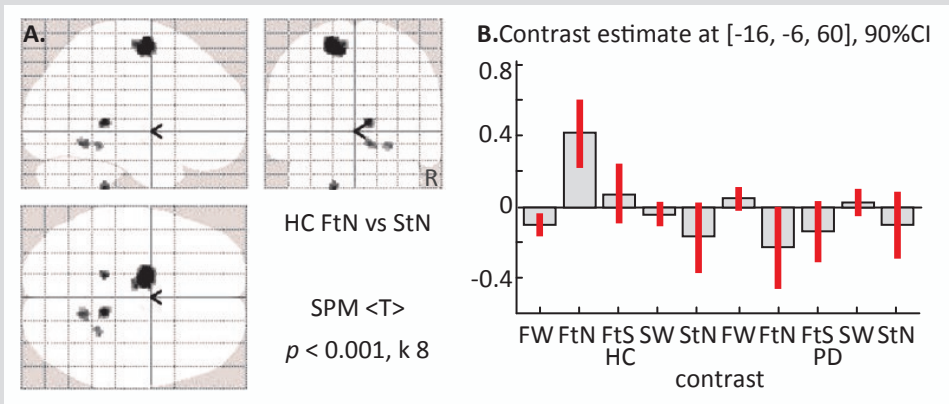 A.
R
HC FtN vs StN
SPM <T>
p < 0.001, k 8
B.Contrast estimate at [-16, -6, 60], 90%CI
0.8
0.4
0
-0.4
FW FtN FtS SW StN FW FtN FtS SW StN
HC PD
contrast